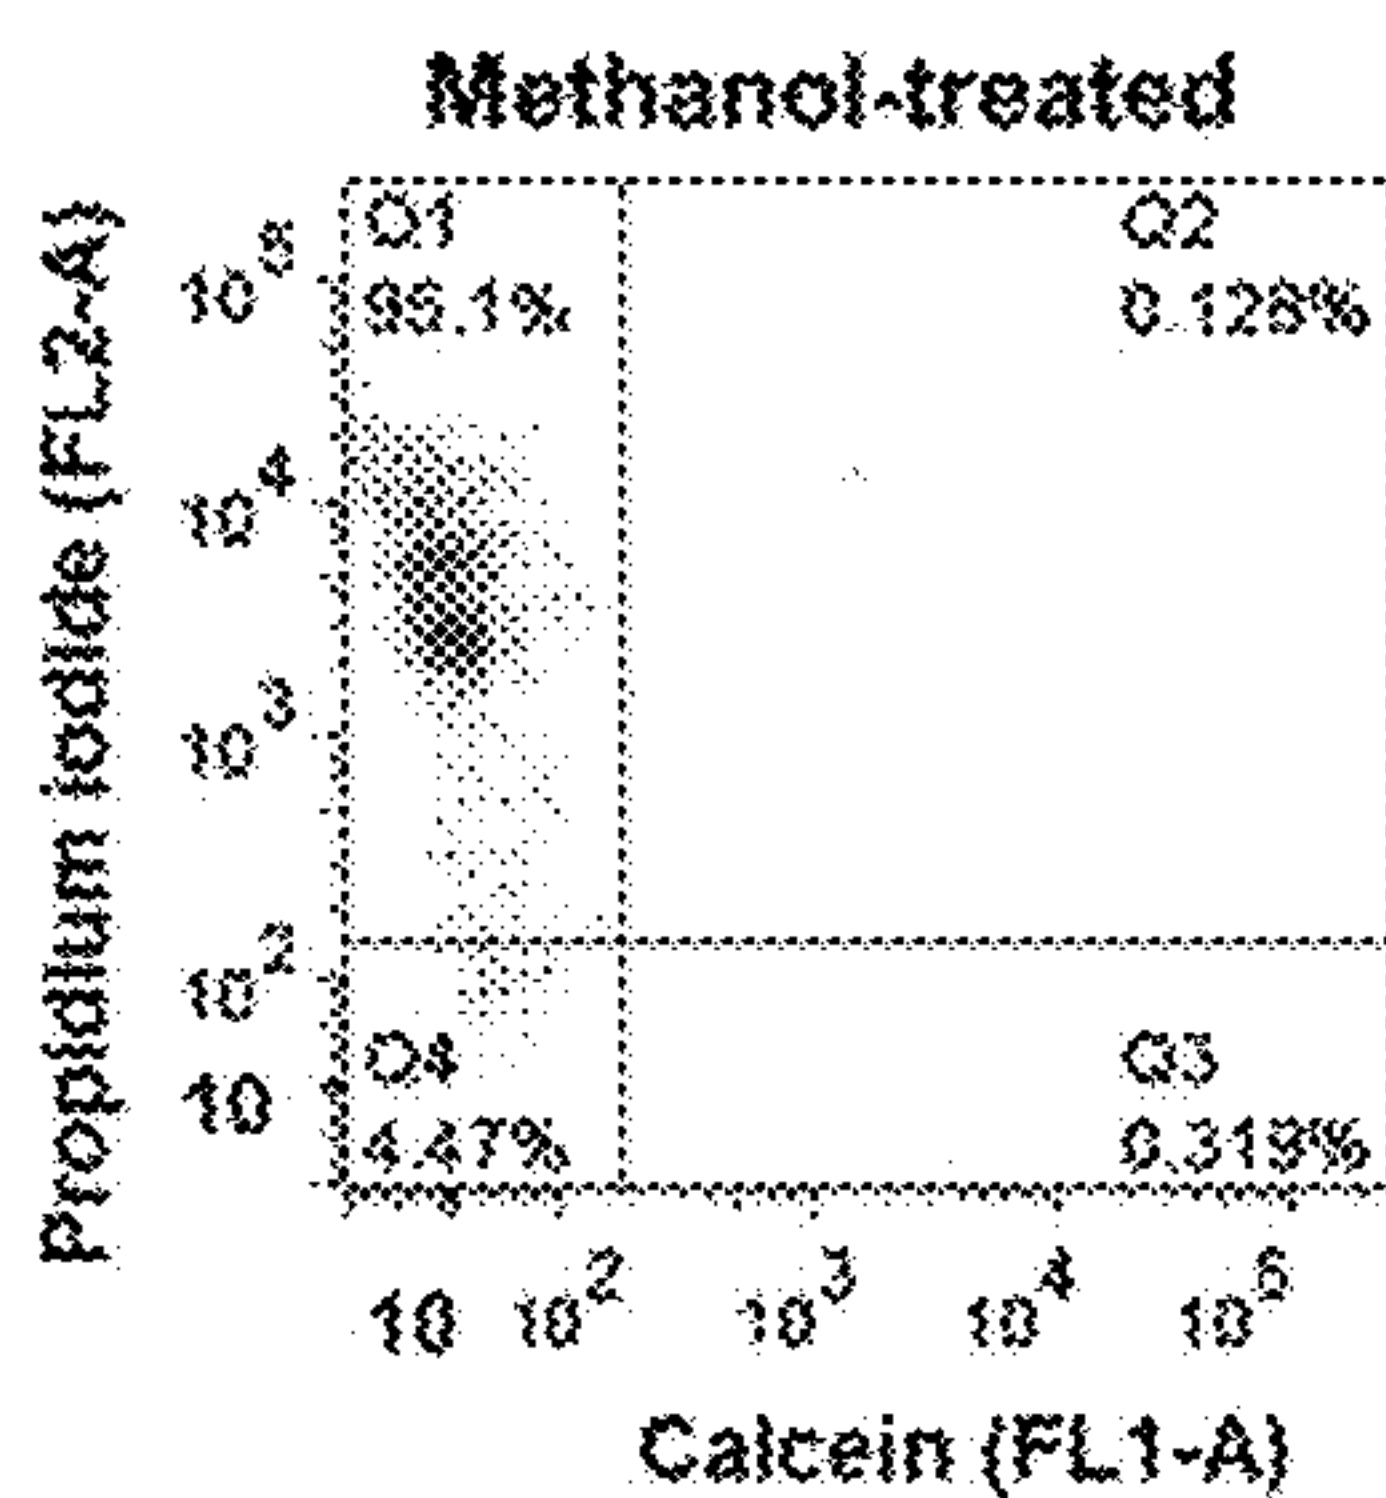 Methanol-treated
Propidium iodide (FL2-A)
Q1
95.1%
Q2
0.126%
10^5
10^4
10^3
10^2
10
Q4
4.47%
Q3
0.319%
10 10^2 10^3 10^4 10^5
Calcein (FL1-A)